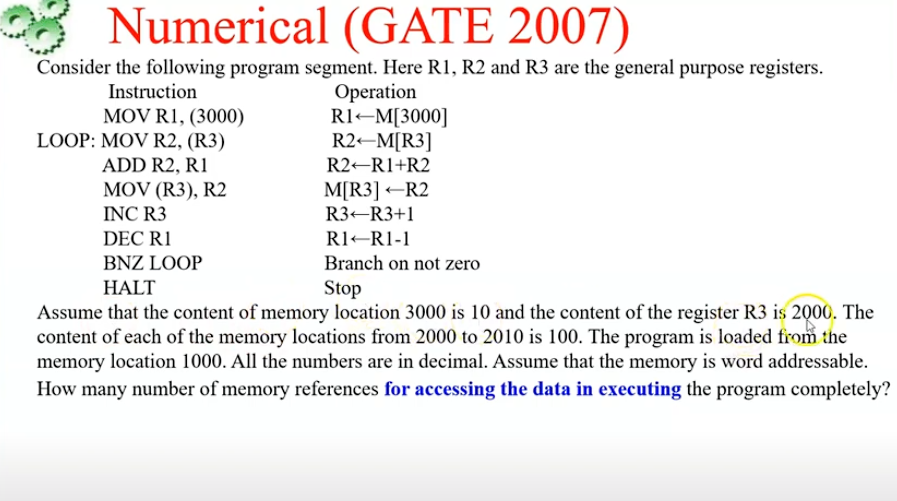 Numerical (GATE 2007)
Consider the following program segment. Here R1, R2 and R3 are the general purpose registers.
Instruction Operation
MOV R1, (3000) R1←M[3000]
LOOP: MOV R2, (R3) R2←M[R3]
ADD R2, R1 R2←R1+R2
MOV (R3), R2 M[R3] ←R2
INC R3 R3←R3+1
DEC R1 R1←R1-1
BNZ LOOP Branch on not zero
HALT Stop
Assume that the content of memory location 3000 is 10 and the content of the register R3 is 2000. The
content of each of the memory locations from 2000 to 2010 is 100. The program is loaded from the
memory location 1000. All the numbers are in decimal. Assume that the memory is word addressable.
How many number of memory references for accessing the data in executing the program completely?